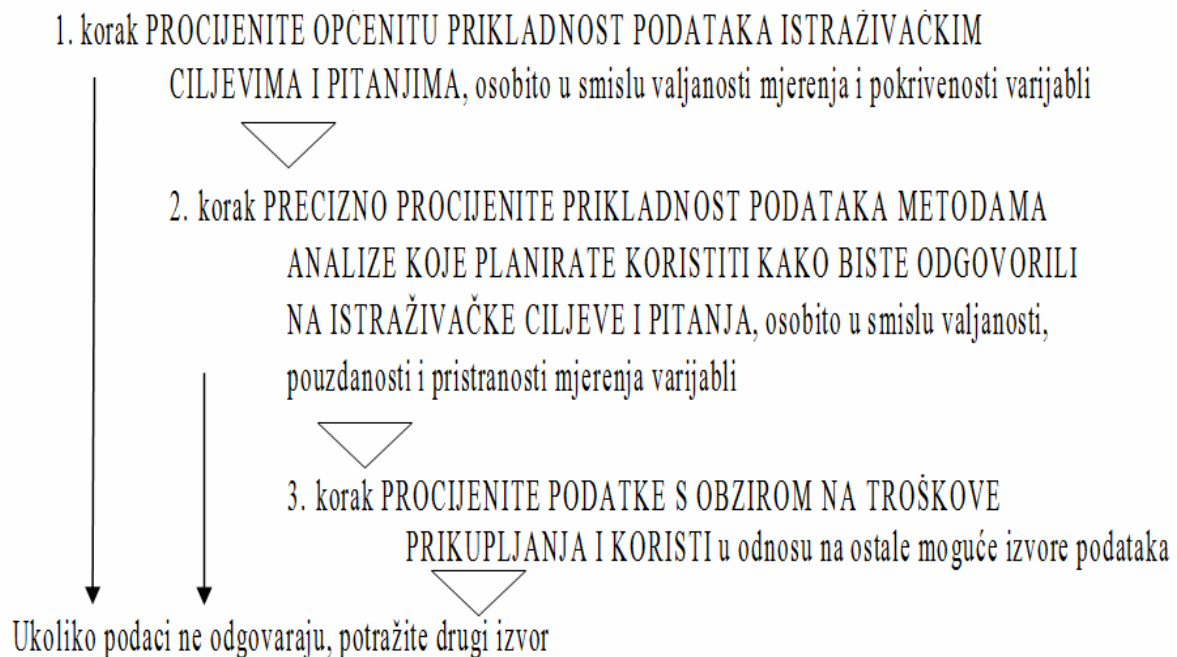 1. korak PROCIJENITE OPĆENITU PRIKLADNOST PODATAKA ISTRAŽIVAČKIM
CILJEVIMA I PITANJIMA, osobito u smislu valjanosti mjerenja i pokrivenosti varijabli
2. korak PRECIZNO PROCIJENITE PRIKLADNOST PODATAKA METODAMA
ANALIZE KOJE PLANIRATE KORISTITI KAKO BISTE ODGOVORILI
NA ISTRAŽIVAČKE CILJEVE I PITANJA, osobito u smislu valjanosti,
pouzdanosti i pristranosti mjerenja varijabli
3. korak PROCIJENITE PODATKE S OBZIROM NA TROŠKOVE
PRIKUPLJANJA I KORISTI u odnosu na ostale moguće izvore podataka
Ukoliko podaci ne odgovaraju, potražite drugi izvor